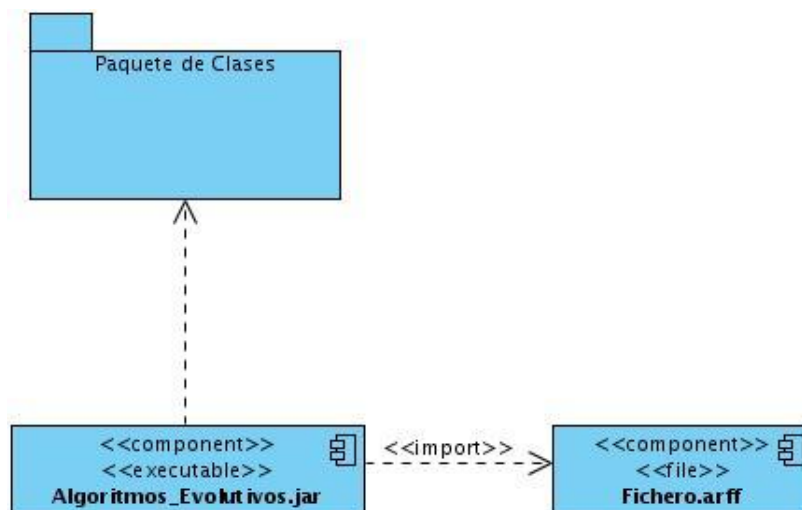 Paquete de Clases
<<component>>
<<executable>>
Algoritmos_Evolutivos.jar
<<import>>
<<component>>
<<file>>
Fichero.arff